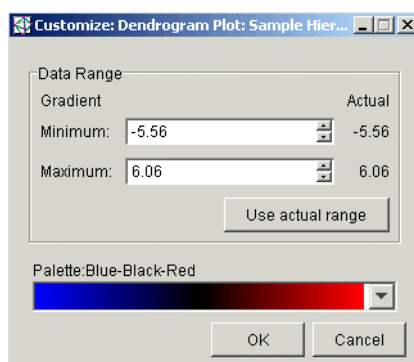 Customize: Dendrogram Plot: Sample Hier...
Data Range
Gradient Actual
Minimum: -5.56 -5.56
Maximum: 6.06 6.06
Use actual range
Palette:Blue-Black-Red
OK Cancel